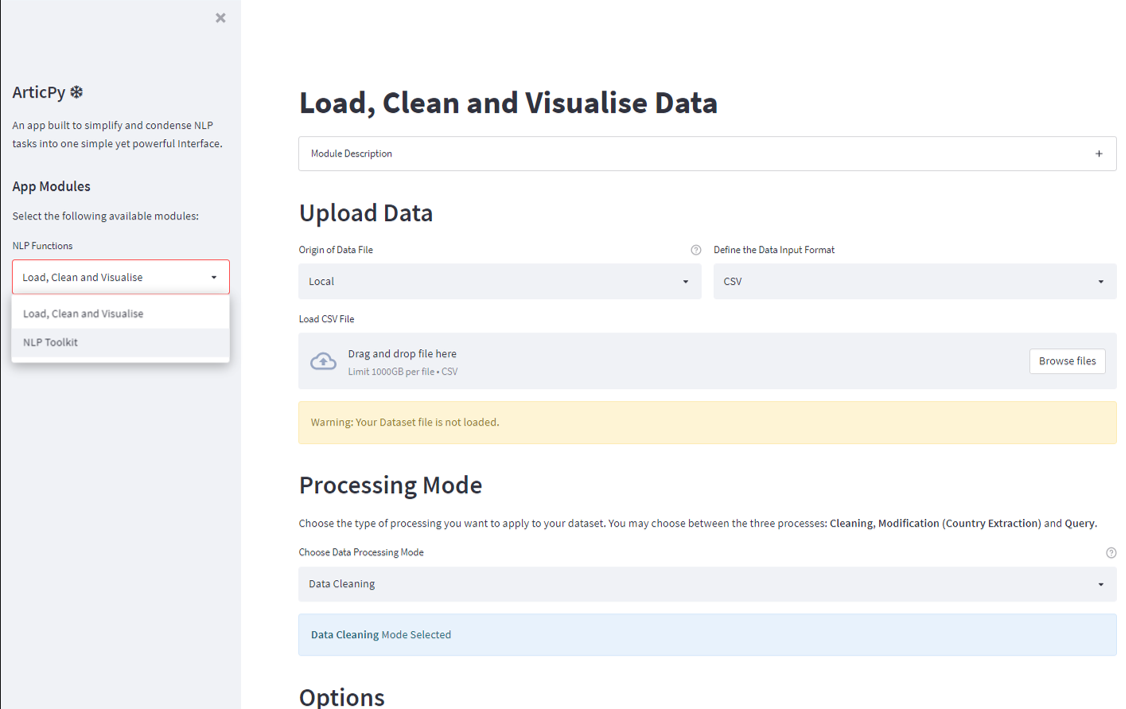 ArticPy ❄
An app built to simplify and condense NLP
tasks into one simple yet powerful Interface.
App Modules
Select the following available modules:
NLP Functions
Load, Clean and Visualise
Load, Clean and Visualise
NLP Toolkit
Load, Clean and Visualise Data
Module Description
Upload Data
Origin of Data File
Local
Define the Data Input Format
CSV
Load CSV File
Drag and drop file here
Limit 1000GB per file • CSV
Browse files
Warning: Your Dataset file is not loaded.
Processing Mode
Choose the type of processing you want to apply to your dataset. You may choose between the three processes: Cleaning, Modification (Country Extraction) and Query.
Choose Data Processing Mode
Data Cleaning
Data Cleaning Mode Selected
Options